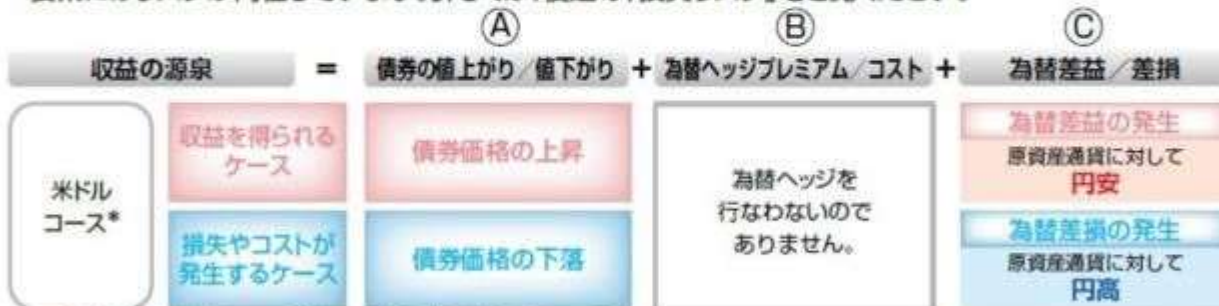 Ⓐ Ⓑ Ⓒ
収益の源泉 = 債券の値上がり／値下がり + 為替ヘッジプレミアム／コスト + 為替差益／差損
米ドル
コース*
収益を得られる
ケース
債券価格の上昇
為替ヘッジを
行なわないので
ありません。
為替差益の発生
原資産通貨に対して
円安
損失やコストが
発生するケース
債券価格の下落
為替差損の発生
原資産通貨に対して
円高